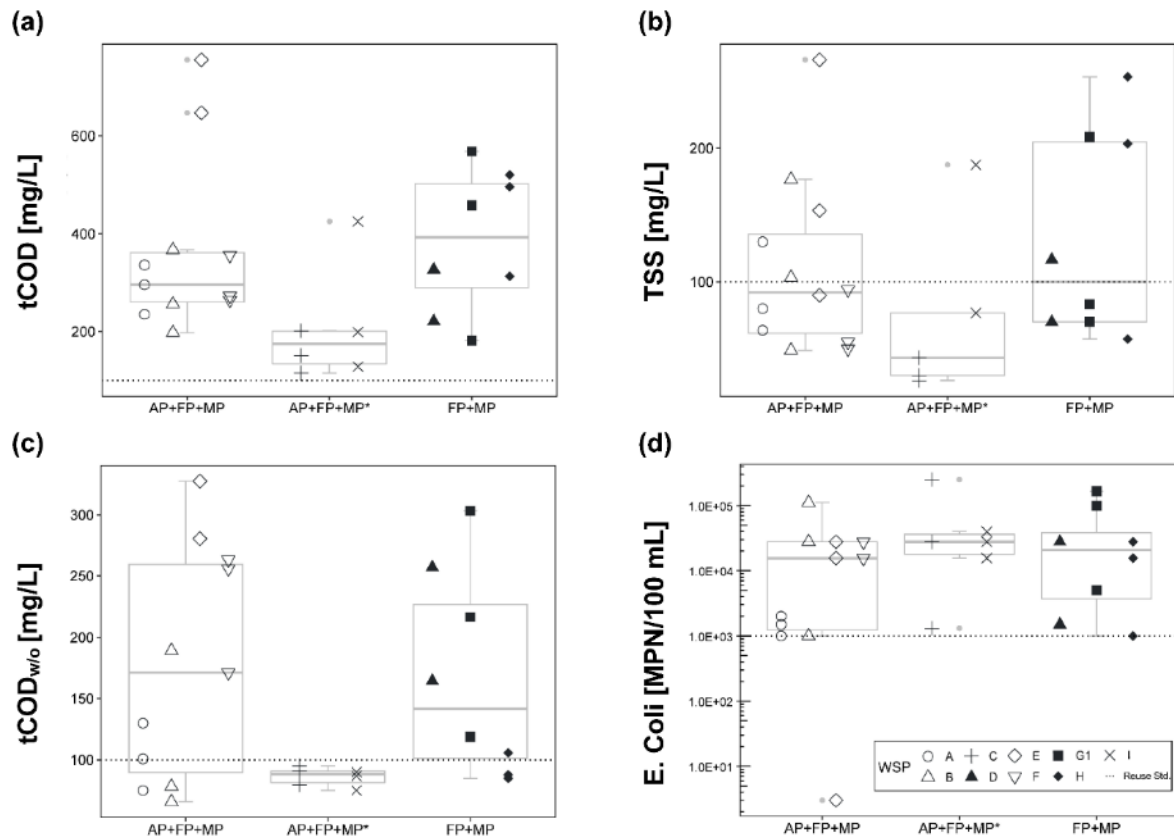 (a)
tCOD [mg/L]
600
400
200
AP+FP+MP AP+FP+MP* FP+MP
(b)
TSS [mg/L]
200
100
AP+FP+MP AP+FP+MP* FP+MP
(c)
tCODw/o [mg/L]
300
250
200
150
100
AP+FP+MP AP+FP+MP* FP+MP
(d)
E. Coli [MPN/100 mL]
1.0E+05
1.0E+04
1.0E+03
1.0E+02
1.0E+01
WSP
A C E G1 I
B D F H Reuse Std.
AP+FP+MP AP+FP+MP* FP+MP